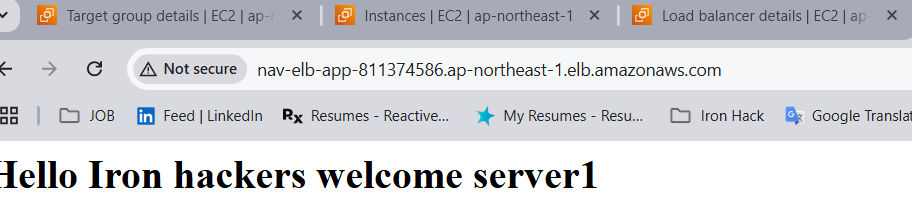 Target group details | EC2 | ap-n
Instances | EC2 | ap-northeast-1
Load balancer details | EC2 | ap-
Not secure
nav-elb-app-811374586.ap-northeast-1.elb.amazonaws.com
JOB
Feed | LinkedIn
Rx Resumes - Reactive...
My Resumes - Resu...
Iron Hack
Google Translat
Hello Iron hackers welcome server1